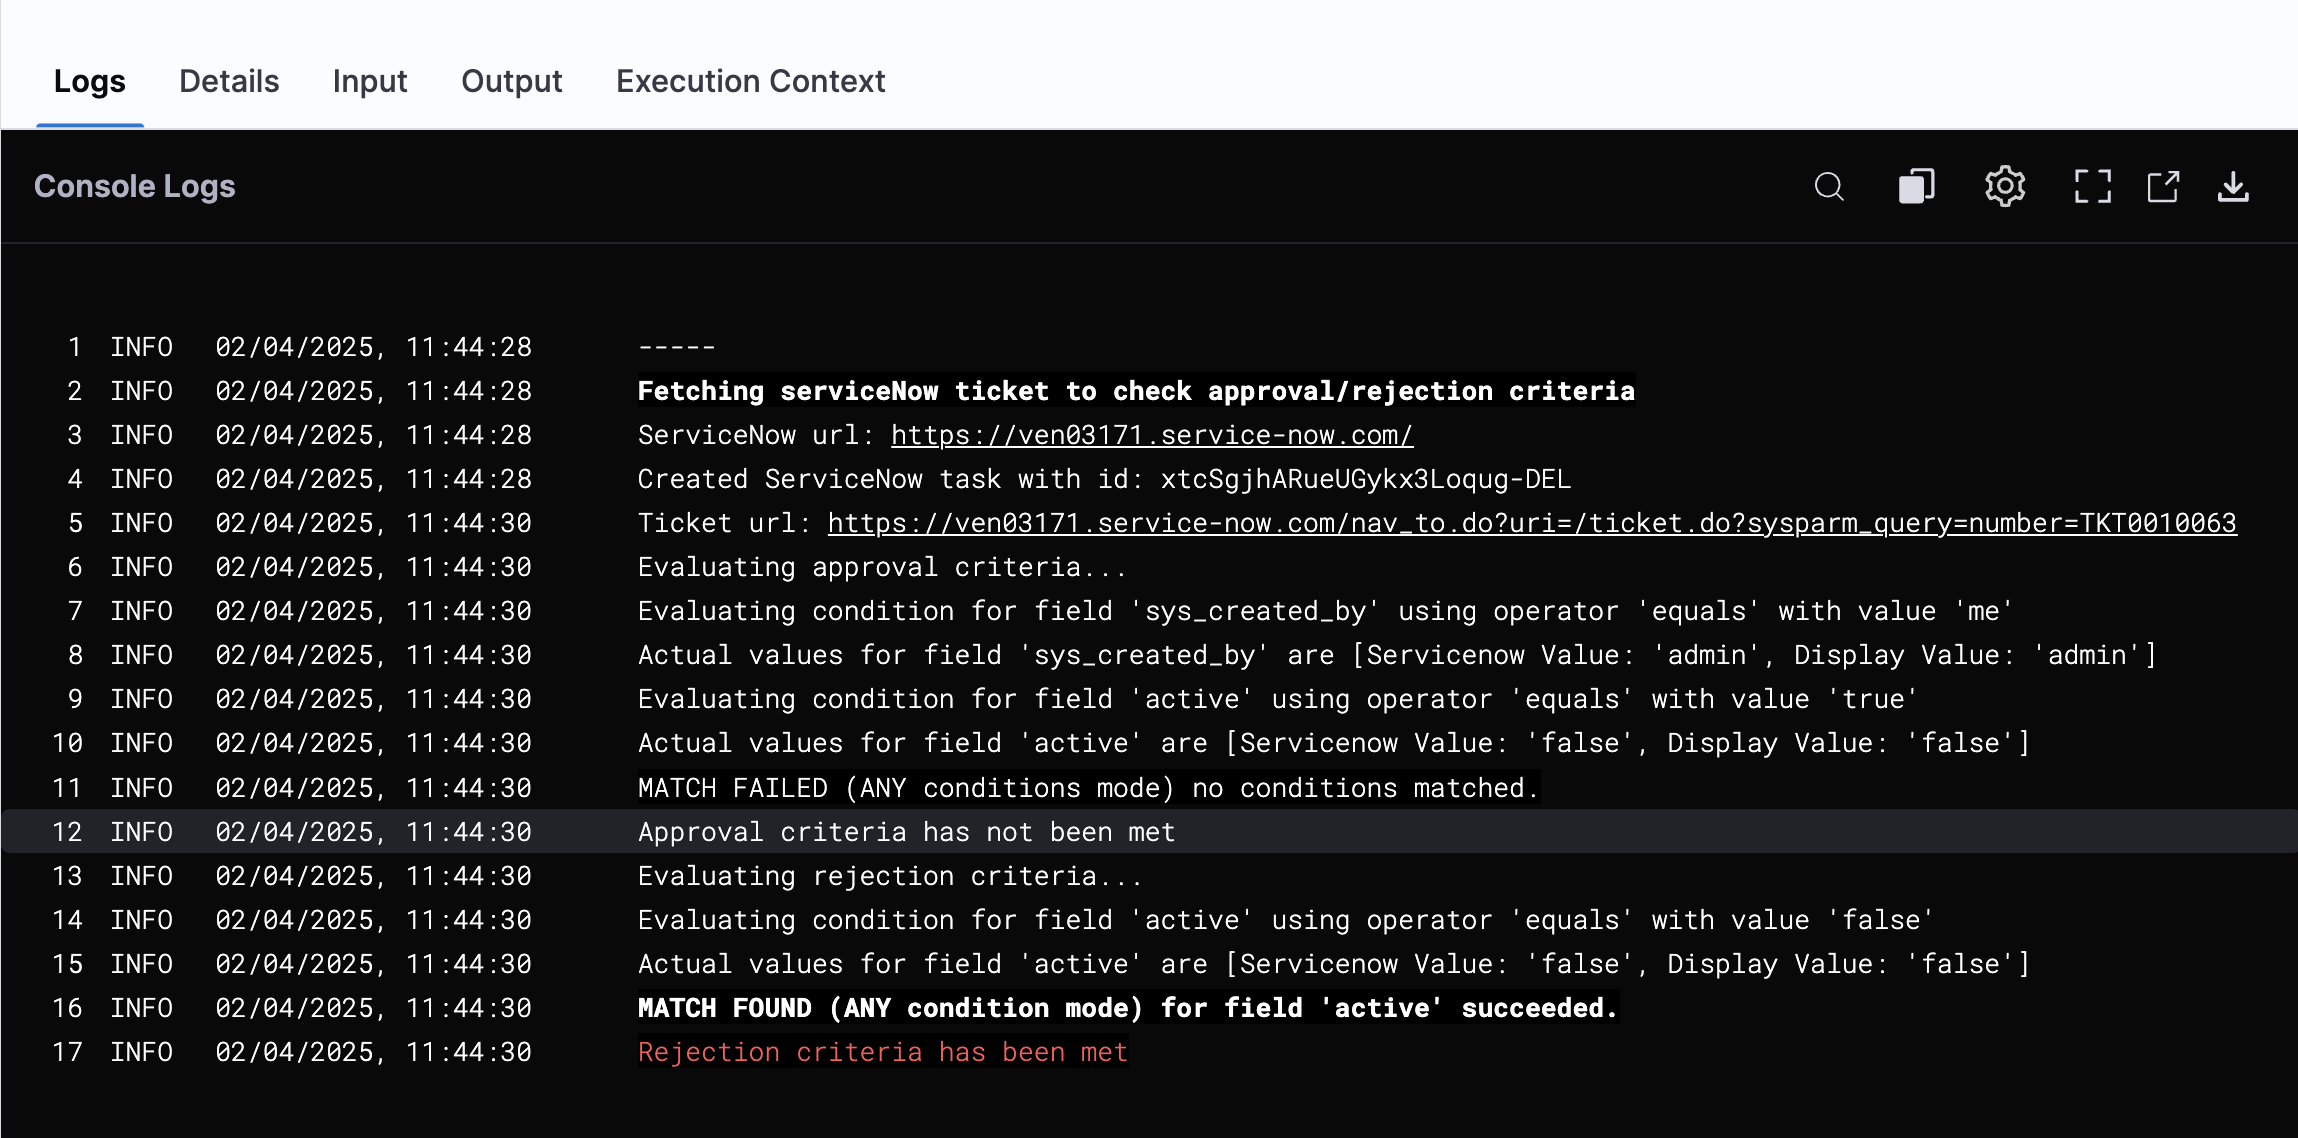 Logs Details Input Output Execution Context
Console Logs
1 INFO 02/04/2025, 11:44:28 -----
2 INFO 02/04/2025, 11:44:28 Fetching serviceNow ticket to check approval/rejection criteria
3 INFO 02/04/2025, 11:44:28 ServiceNow url: https://ven03171.service-now.com/
4 INFO 02/04/2025, 11:44:28 Created ServiceNow task with id: xtcSgjhARueUGykx3Loqug-DEL
5 INFO 02/04/2025, 11:44:30 Ticket url: https://ven03171.service-now.com/nav_to.do?uri=/ticket.do?sysparm_query=number=TKT0010063
6 INFO 02/04/2025, 11:44:30 Evaluating approval criteria...
7 INFO 02/04/2025, 11:44:30 Evaluating condition for field 'sys_created_by' using operator 'equals' with value 'me'
8 INFO 02/04/2025, 11:44:30 Actual values for field 'sys_created_by' are [Servicenow Value: 'admin', Display Value: 'admin']
9 INFO 02/04/2025, 11:44:30 Evaluating condition for field 'active' using operator 'equals' with value 'true'
10 INFO 02/04/2025, 11:44:30 Actual values for field 'active' are [Servicenow Value: 'false', Display Value: 'false']
11 INFO 02/04/2025, 11:44:30 MATCH FAILED (ANY conditions mode) no conditions matched.
12 INFO 02/04/2025, 11:44:30 Approval criteria has not been met
13 INFO 02/04/2025, 11:44:30 Evaluating rejection criteria...
14 INFO 02/04/2025, 11:44:30 Evaluating condition for field 'active' using operator 'equals' with value 'false'
15 INFO 02/04/2025, 11:44:30 Actual values for field 'active' are [Servicenow Value: 'false', Display Value: 'false']
16 INFO 02/04/2025, 11:44:30 MATCH FOUND (ANY condition mode) for field 'active' succeeded.
17 INFO 02/04/2025, 11:44:30 Rejection criteria has been met